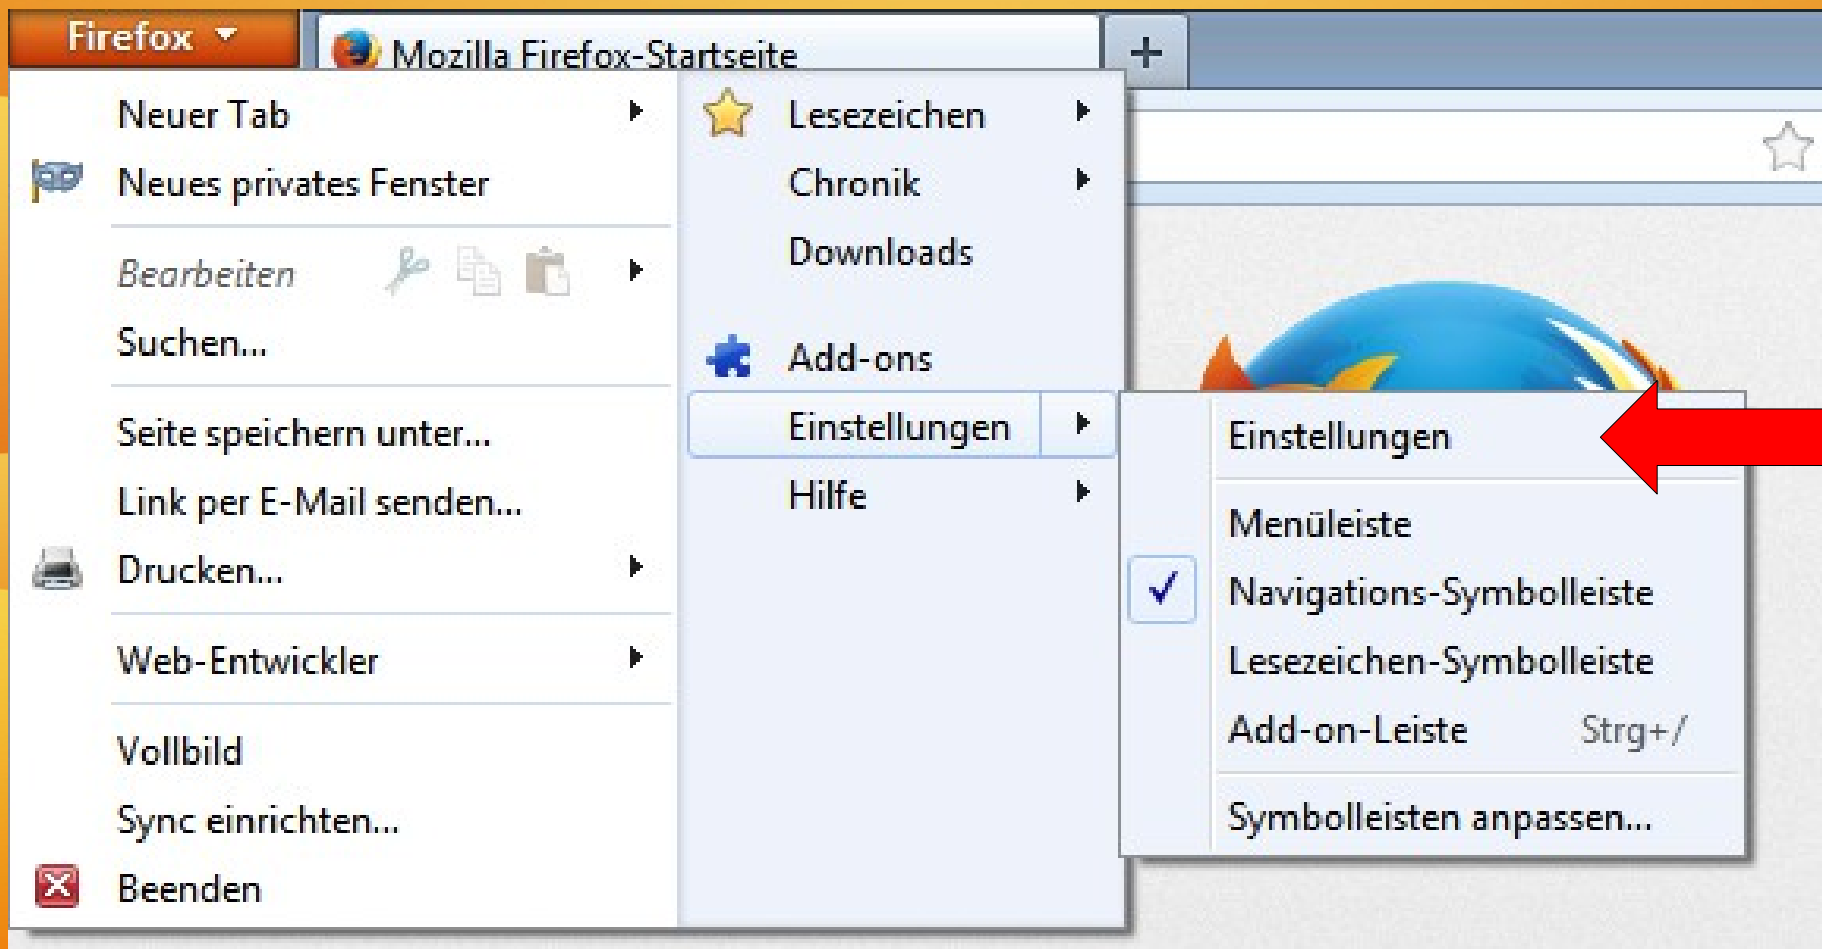 Firefox
Mozilla Firefox-Startseite
Neuer Tab
Neues privates Fenster
Bearbeiten
Suchen...
Seite speichern unter...
Link per E-Mail senden...
Drucken...
Web-Entwickler
Vollbild
Sync einrichten...
Beenden
Lesezeichen
Chronik
Downloads
Add-ons
Einstellungen
Hilfe
Einstellungen
Menüleiste
Navigations-Symbolleiste
Lesezeichen-Symbolleiste
Add-on-Leiste Strg+/
Symbolleisten anpassen...